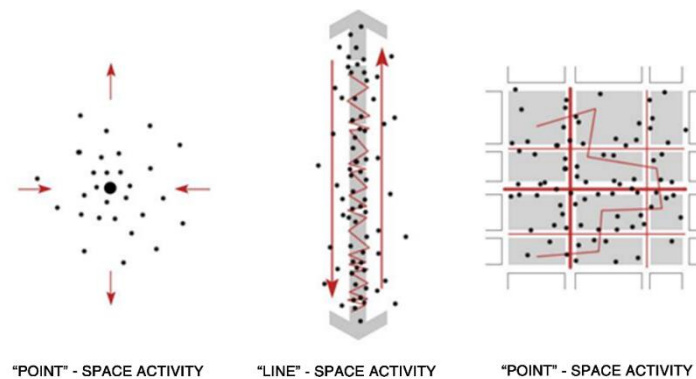 “POINT” - SPACE ACTIVITY
“LINE” - SPACE ACTIVITY
“POINT” - SPACE ACTIVITY